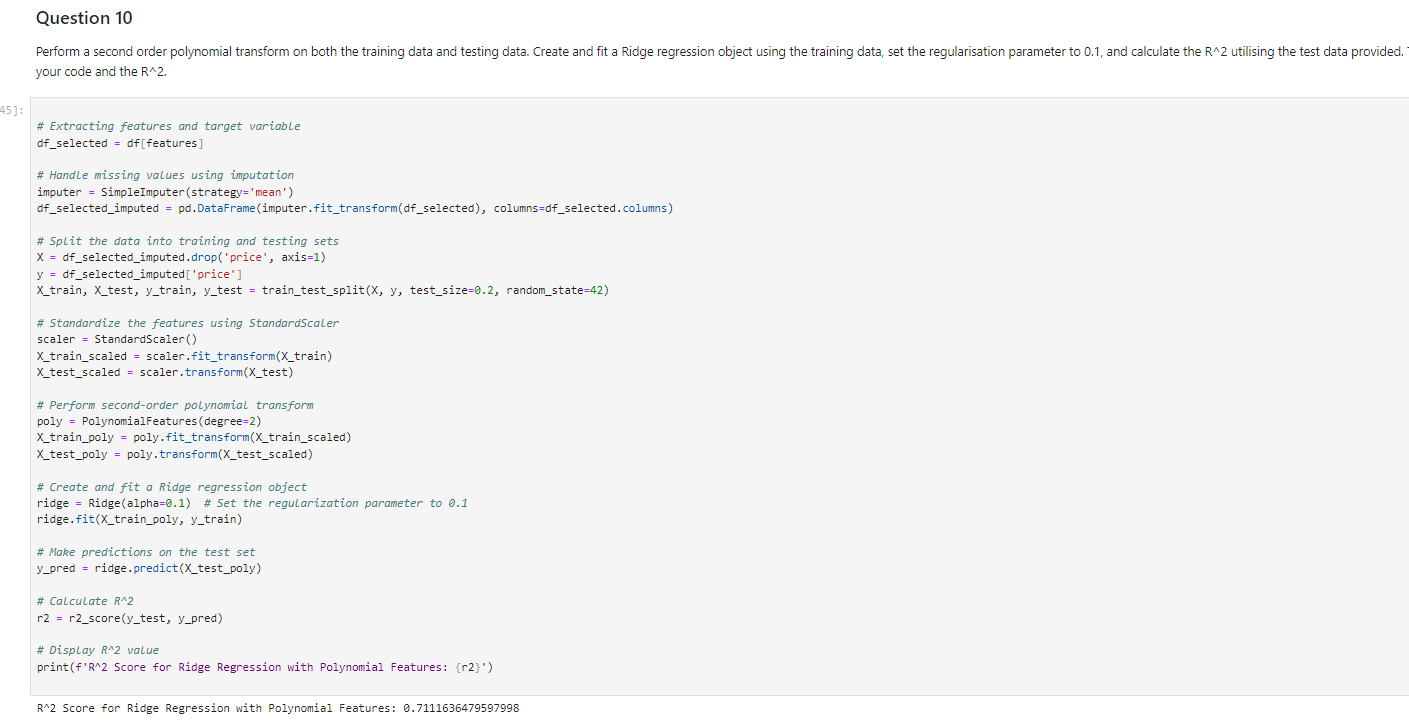 Question 10
Perform a second order polynomial transform on both the training data and testing data. Create and fit a Ridge regression object using the training data, set the regularisation parameter to 0.1, and calculate the R^2 utilising the test data provided.
your code and the R^2.
45]:
# Extracting features and target variable
df_selected = df[features]
# Handle missing values using imputation
imputer = SimpleImputer(strategy='mean')
df_selected_imputed = pd.DataFrame(imputer.fit_transform(df_selected), columns=df_selected.columns)
# Split the data into training and testing sets
X = df_selected_imputed.drop('price', axis=1)
y = df_selected_imputed['price']
X_train, X_test, y_train, y_test = train_test_split(X, y, test_size=0.2, random_state=42)
# Standardize the features using StandardScaler
scaler = StandardScaler()
X_train_scaled = scaler.fit_transform(X_train)
X_test_scaled = scaler.transform(X_test)
# Perform second-order polynomial transform
poly = PolynomialFeatures(degree=2)
X_train_poly = poly.fit_transform(X_train_scaled)
X_test_poly = poly.transform(X_test_scaled)
# Create and fit a Ridge regression object
ridge = Ridge(alpha=0.1)  # Set the regularization parameter to 0.1
ridge.fit(X_train_poly, y_train)
# Make predictions on the test set
y_pred = ridge.predict(X_test_poly)
# Calculate R^2
r2 = r2_score(y_test, y_pred)
# Display R^2 value
print(f'R^2 Score for Ridge Regression with Polynomial Features: {r2}')
R^2 Score for Ridge Regression with Polynomial Features: 0.7111636479597998